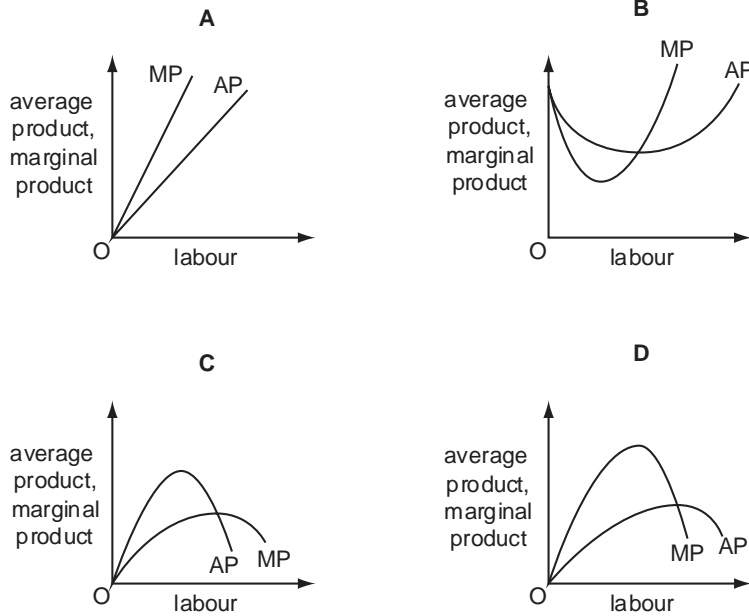 A
average
product,
marginal
product
MP
AP
O
labour
B
average
product,
marginal
product
MP
AP
O
labour
C
average
product,
marginal
product
AP
MP
O
labour
D
average
product,
marginal
product
MP
AP
O
labour